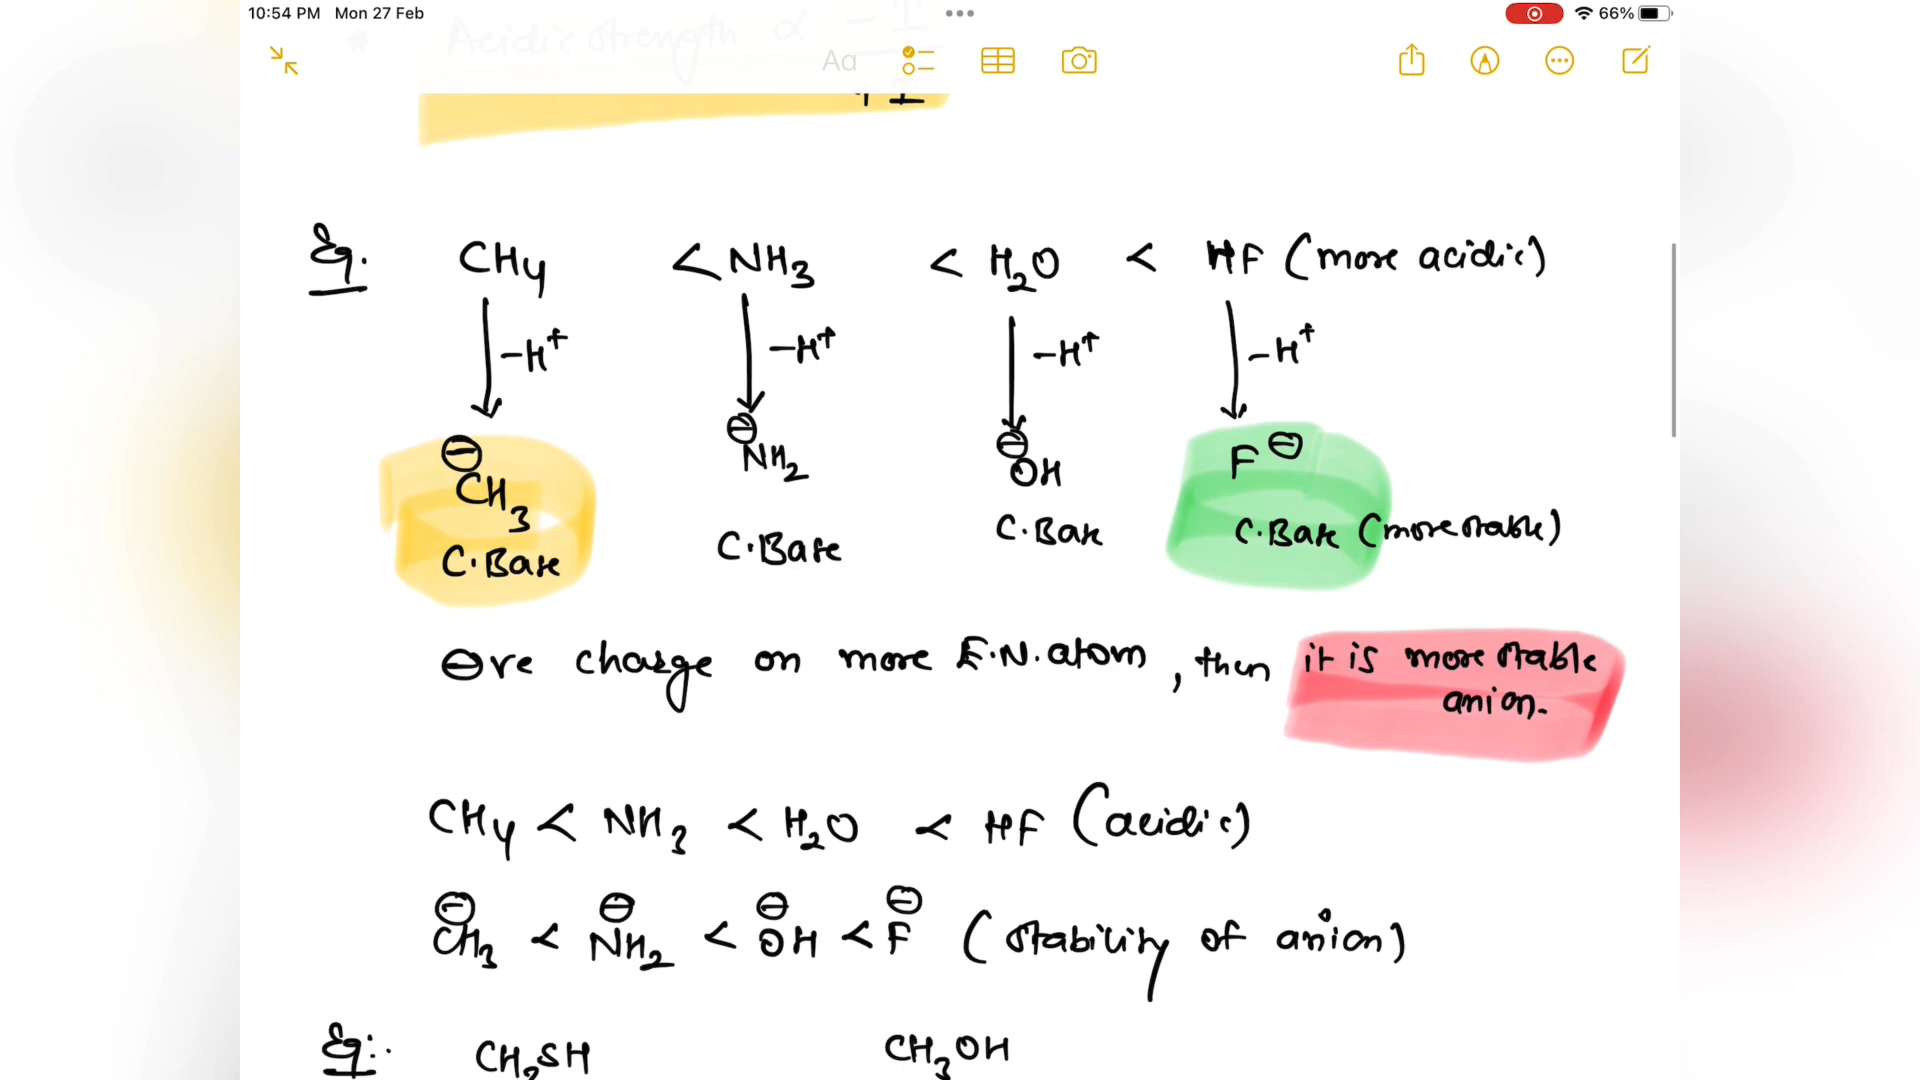 10:54 PM Mon 27 Feb 66%
Acidic strength α
Aa
Eg. CH4 < NH3 < H2O < HF (more acidic)
-H+ -H+ -H+ -H+
⊖ ⊖ ⊖ F⊖
CH3 NH2 OH
C.Base C.Base C.Base C.Base (more stable)
⊖ve charge on more E.N. atom, then it is more stable
anion.
CH4 < NH3 < H2O < HF (acidic)
⊖ ⊖ ⊖ ⊖
CH3 < NH2 < OH < F (stability of anion)
Eg:. CH3SH CH3OH